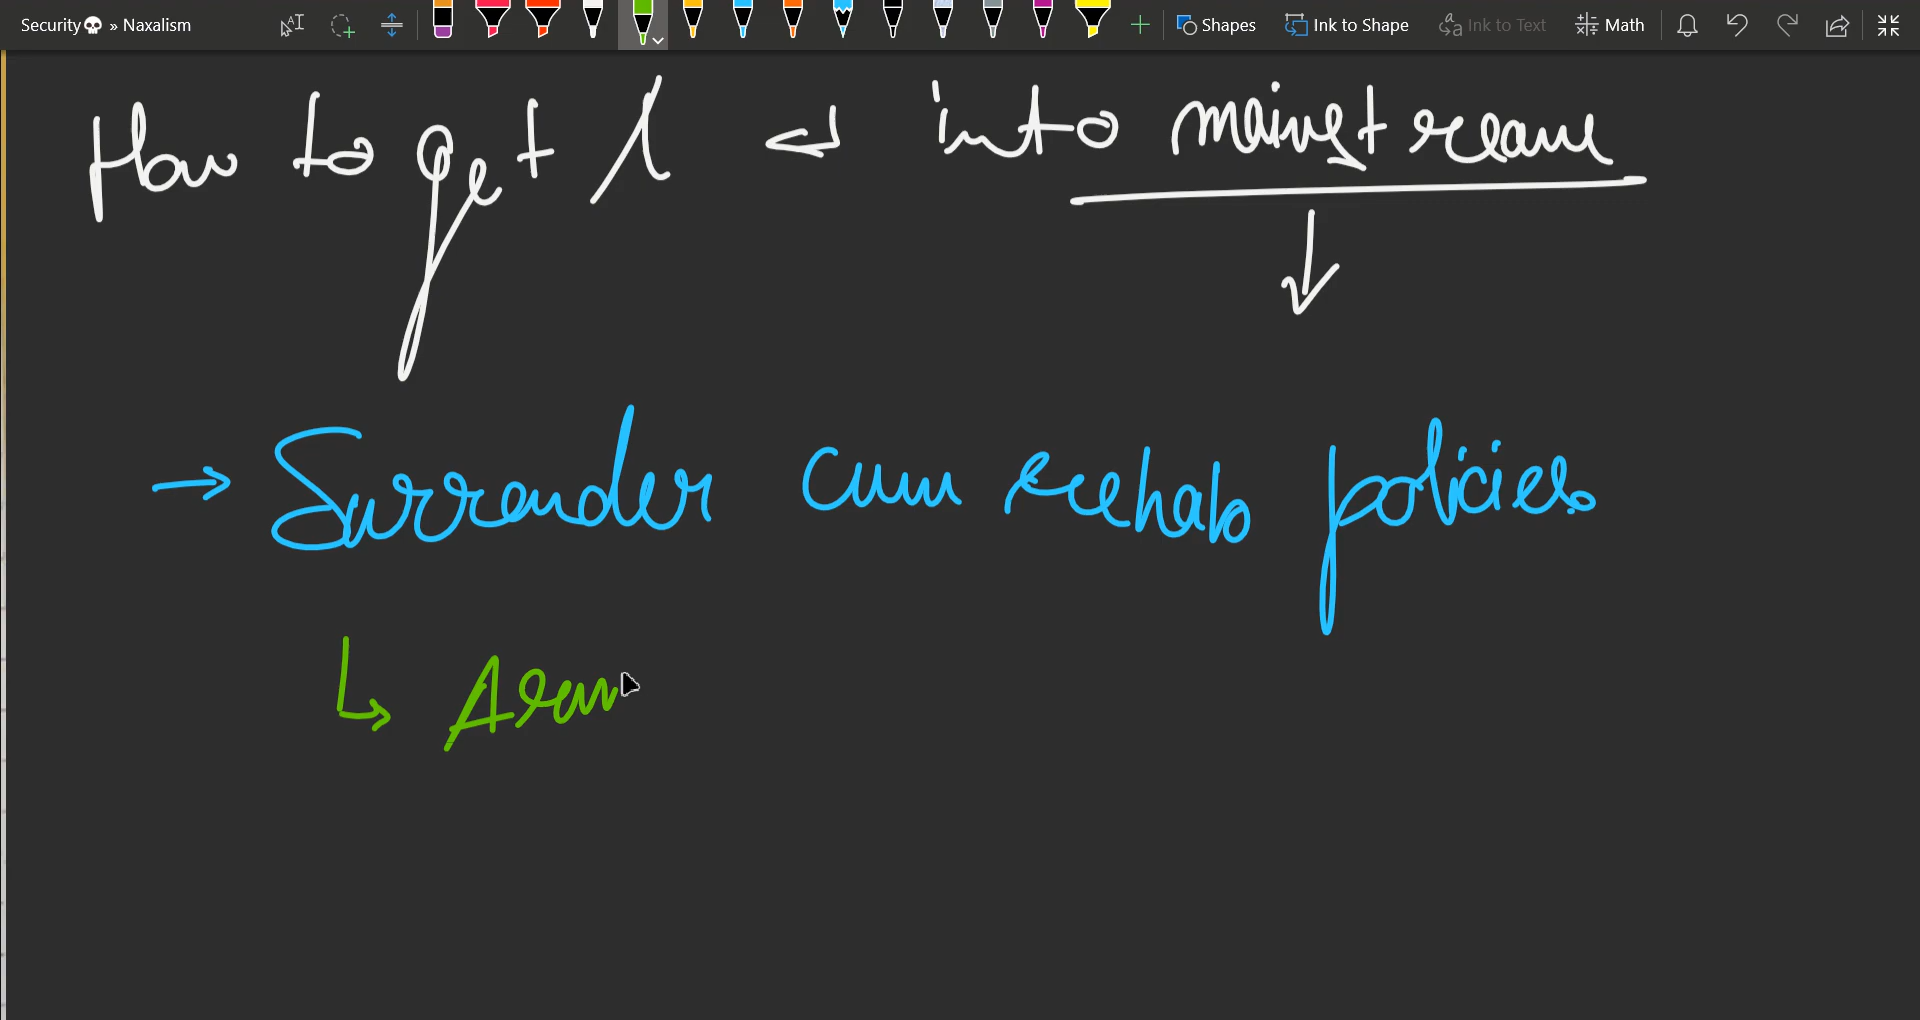 Security💀 » Naxalism
Shapes Ink to Shape Ink to Text Math
How to get into mainstream
→ Surrender cum rehab policies
↳ Arm